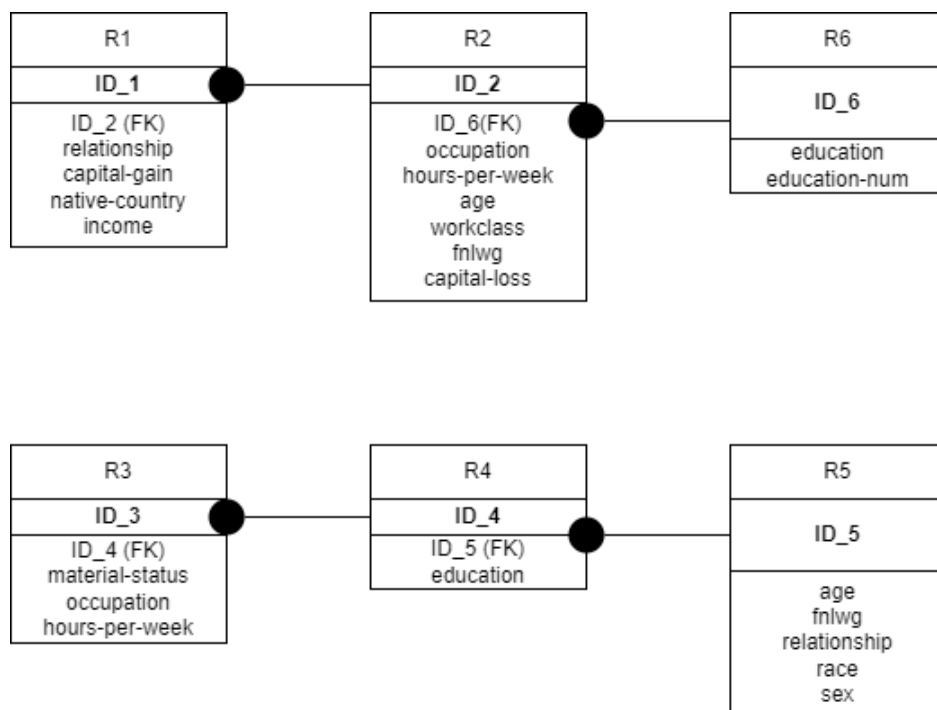 R1
ID_1
ID_2 (FK)
relationship
capital-gain
native-country
income
R2
ID_2
ID_6(FK)
occupation
hours-per-week
age
workclass
fnlwg
capital-loss
R6
ID_6
education
education-num
R3
ID_3
ID_4 (FK)
material-status
occupation
hours-per-week
R4
ID_4
ID_5 (FK)
education
R5
ID_5
age
fnlwg
relationship
race
sex